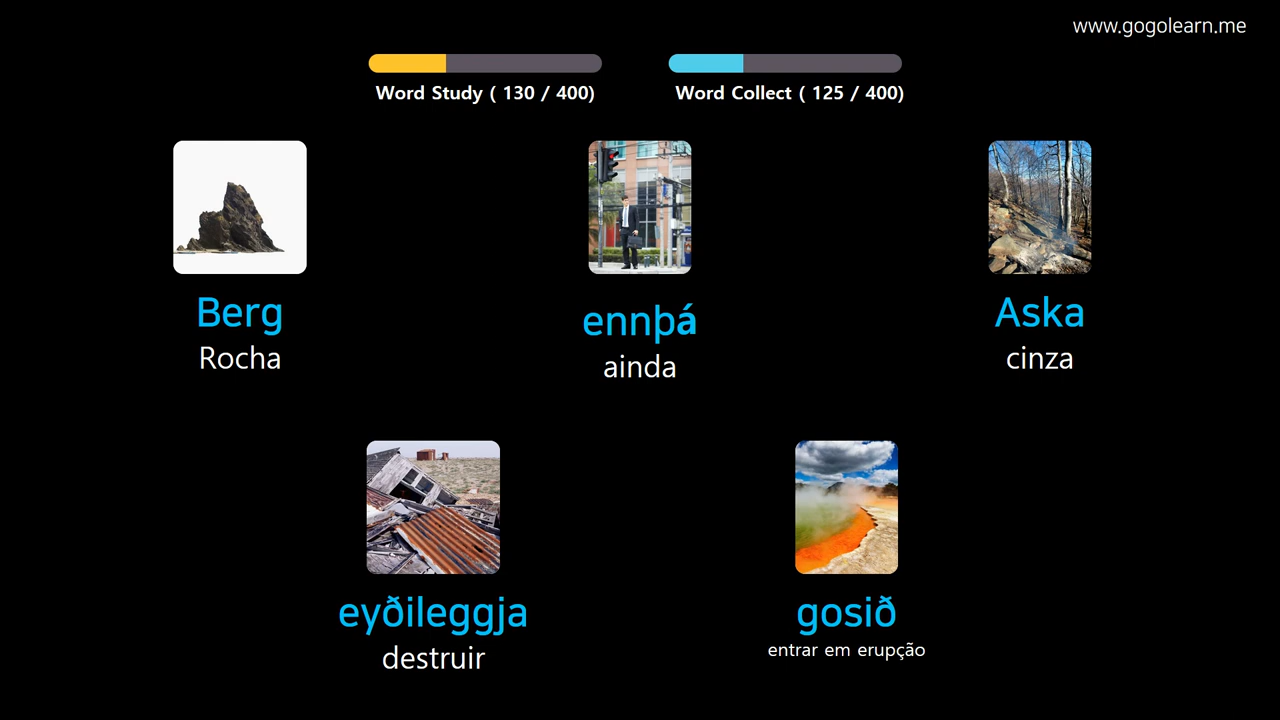 www.gogolearn.me
Word Study ( 130 / 400)
Word Collect ( 125 / 400)
Berg
Rocha
ennþá
ainda
Aska
cinza
eyðileggja
destruir
gosið
entrar em erupção